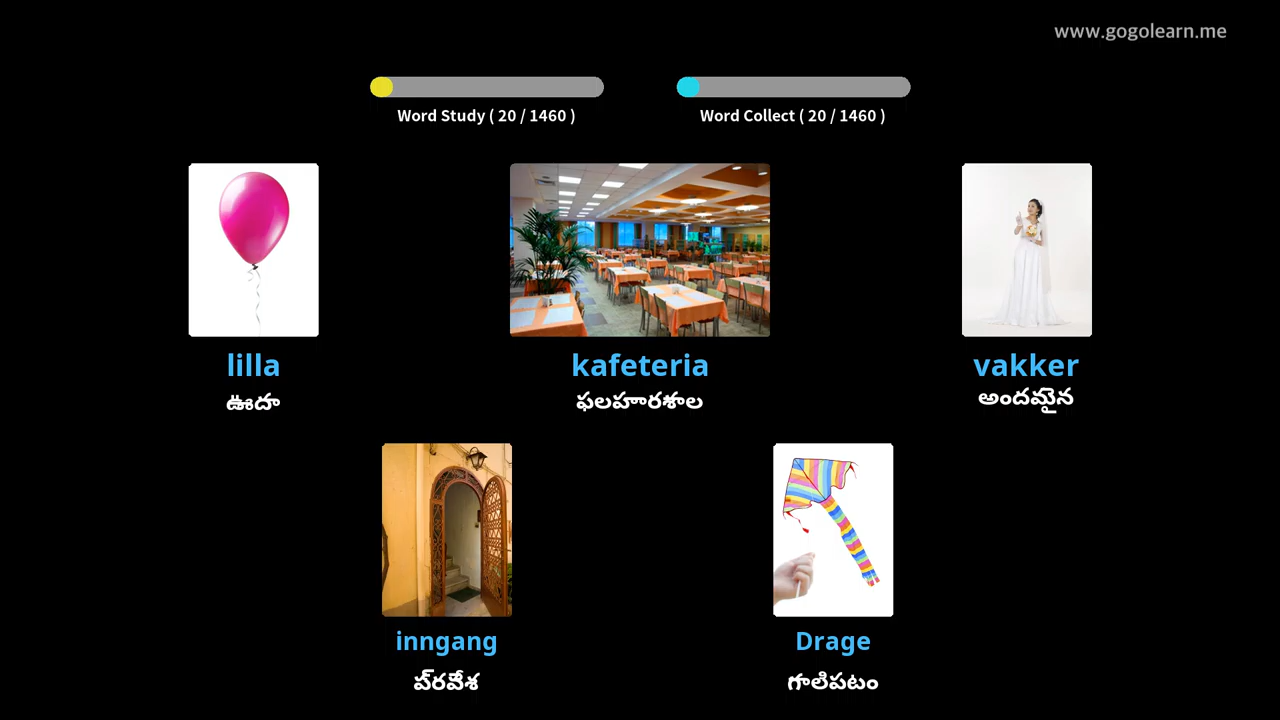 www.gogolearn.me
Word Study ( 20 / 1460 )
Word Collect ( 20 / 1460 )
lilla
ఊదా
kafeteria
ఫలహారశాల
vakker
అందమైన
inngang
ప్రవేశ
Drage
గాలిపటం